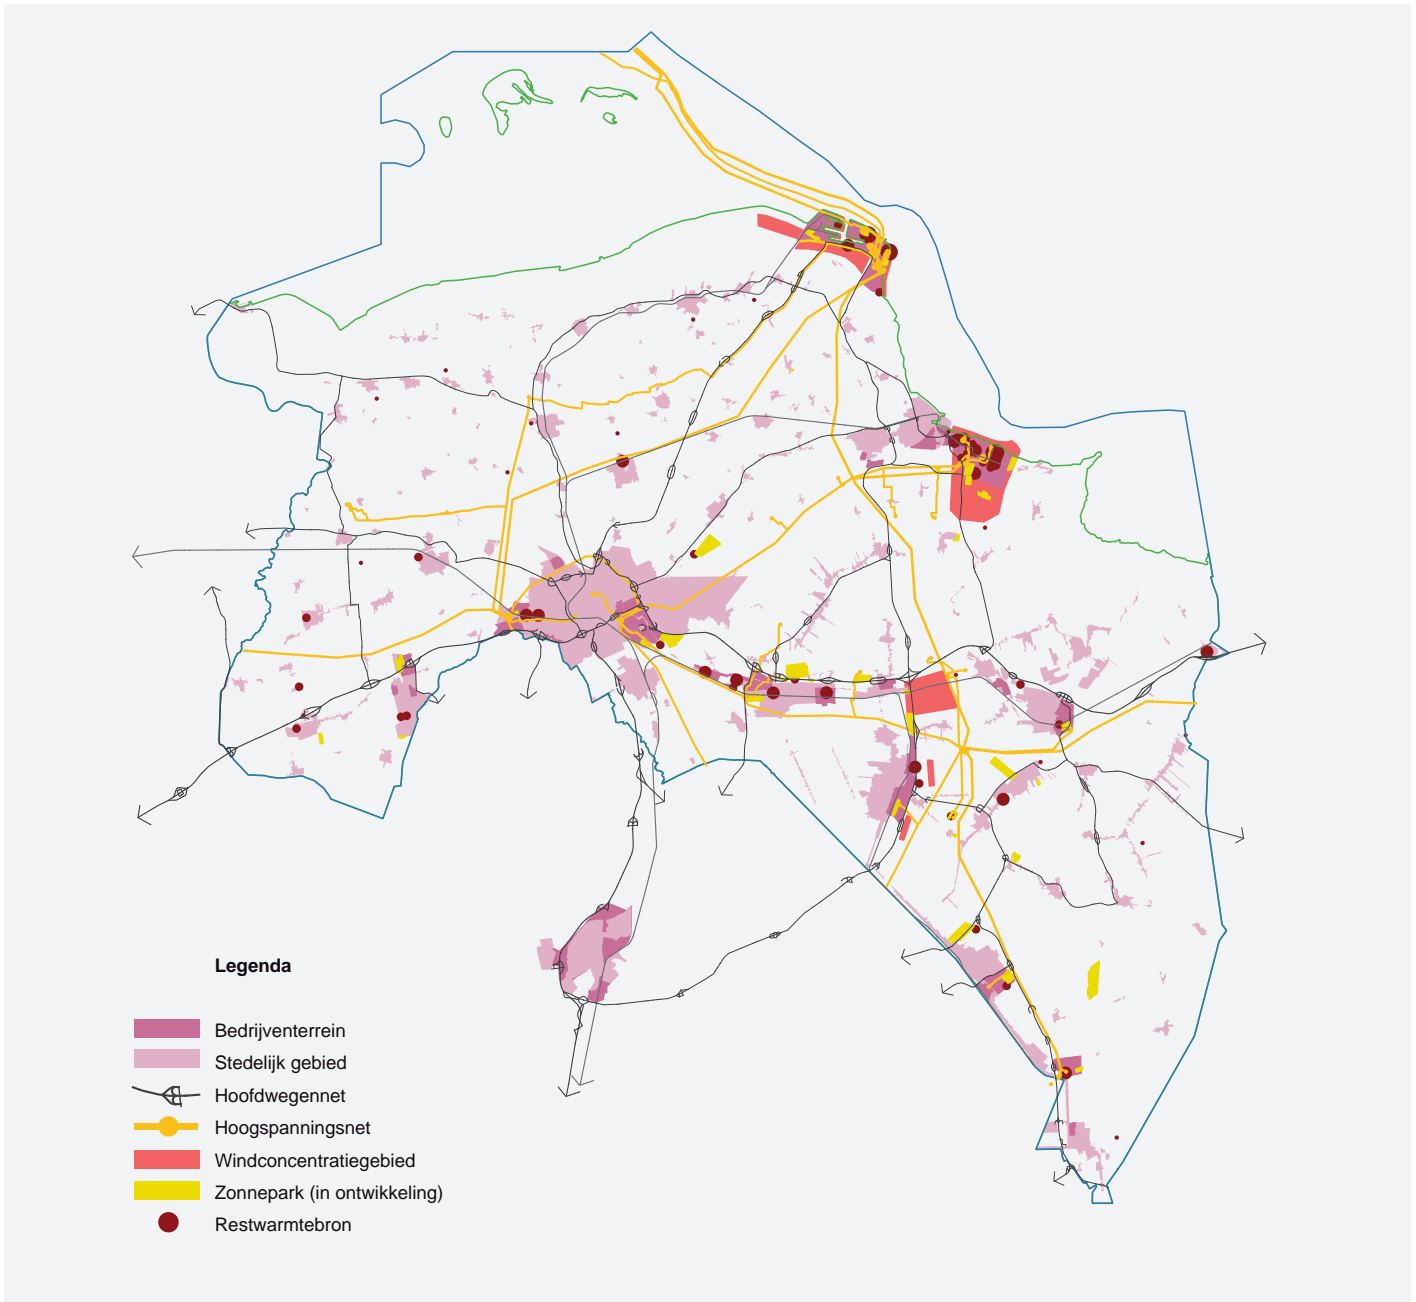 Legenda
Bedrijventerrein
Stedelijk gebied
Hoofdwegennet
Hoogspanningsnet
Windconcentratiegebied
Zonnepark (in ontwikkeling)
Restwarmtebron